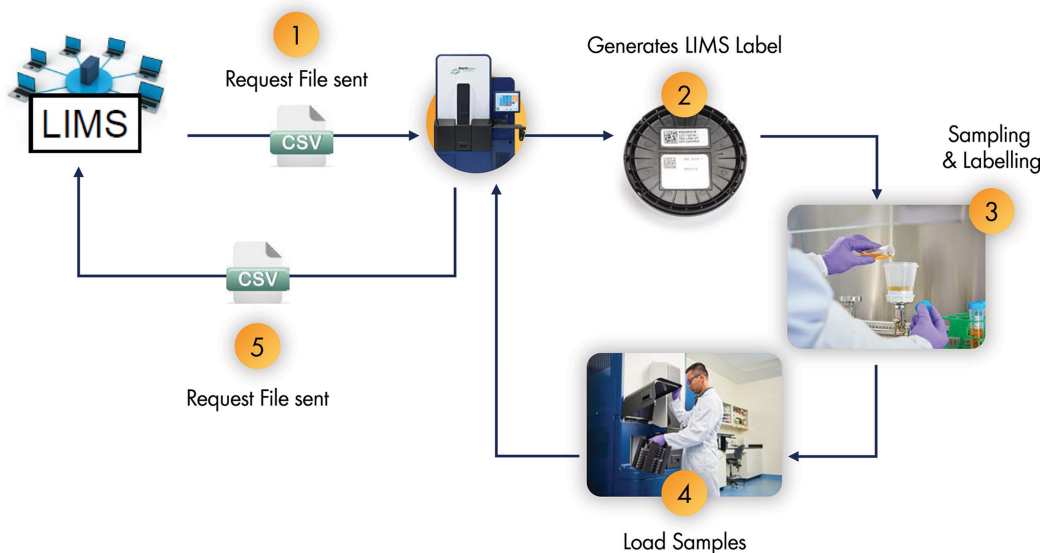 1
Request File sent
CSV
LIMS
Generates LIMS Label
2
Sampling
& Labelling
3
CSV
5
Request File sent
4
Load Samples